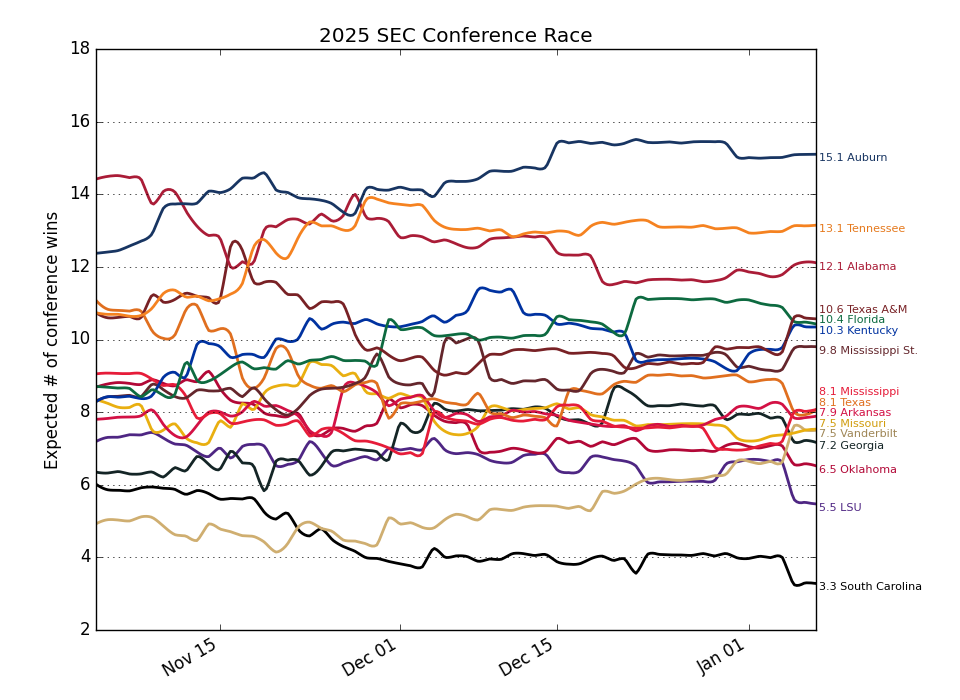 2025 SEC Conference Race
Expected # of conference wins
18
16
14
12
10
8
6
4
2
15.1 Auburn
13.1 Tennessee
12.1 Alabama
10.6 Texas A&M
10.4 Florida
10.3 Kentucky
9.8 Mississippi St.
8.1 Mississippi
8.1 Texas
7.9 Arkansas
7.5 Missouri
7.5 Vanderbilt
7.2 Georgia
6.5 Oklahoma
5.5 LSU
3.3 South Carolina
Nov 15
Dec 01
Dec 15
Jan 01